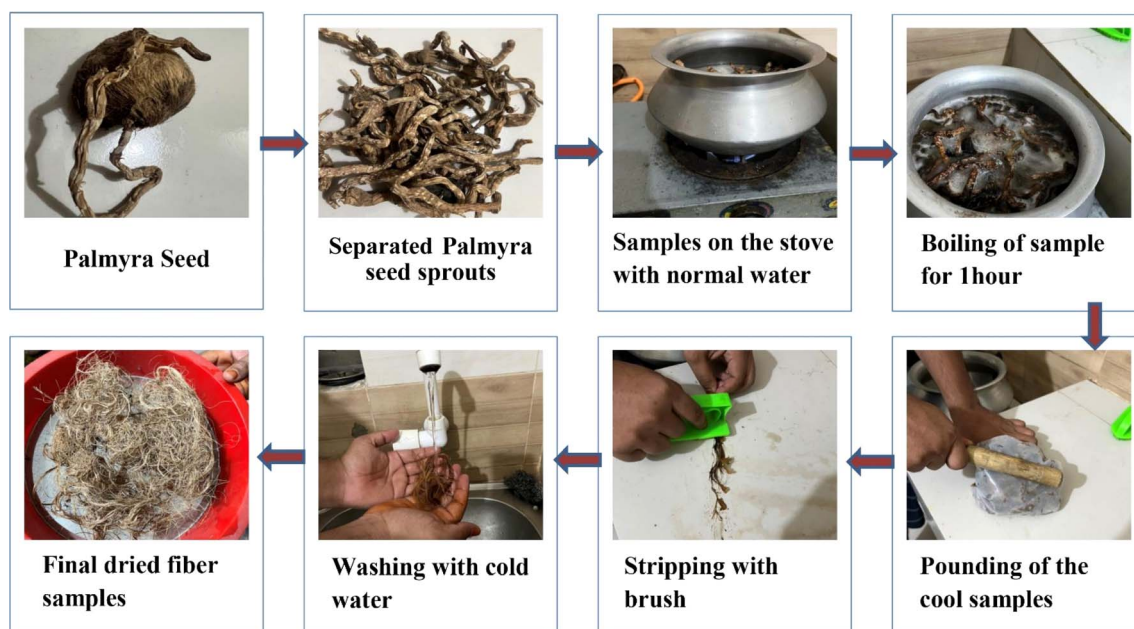 Palmyra Seed
Separated Palmyra
seed sprouts
Samples on the stove
with normal water
Boiling of sample
for 1hour
Pounding of the
cool samples
Stripping with
brush
Washing with cold
water
Final dried fiber
samples